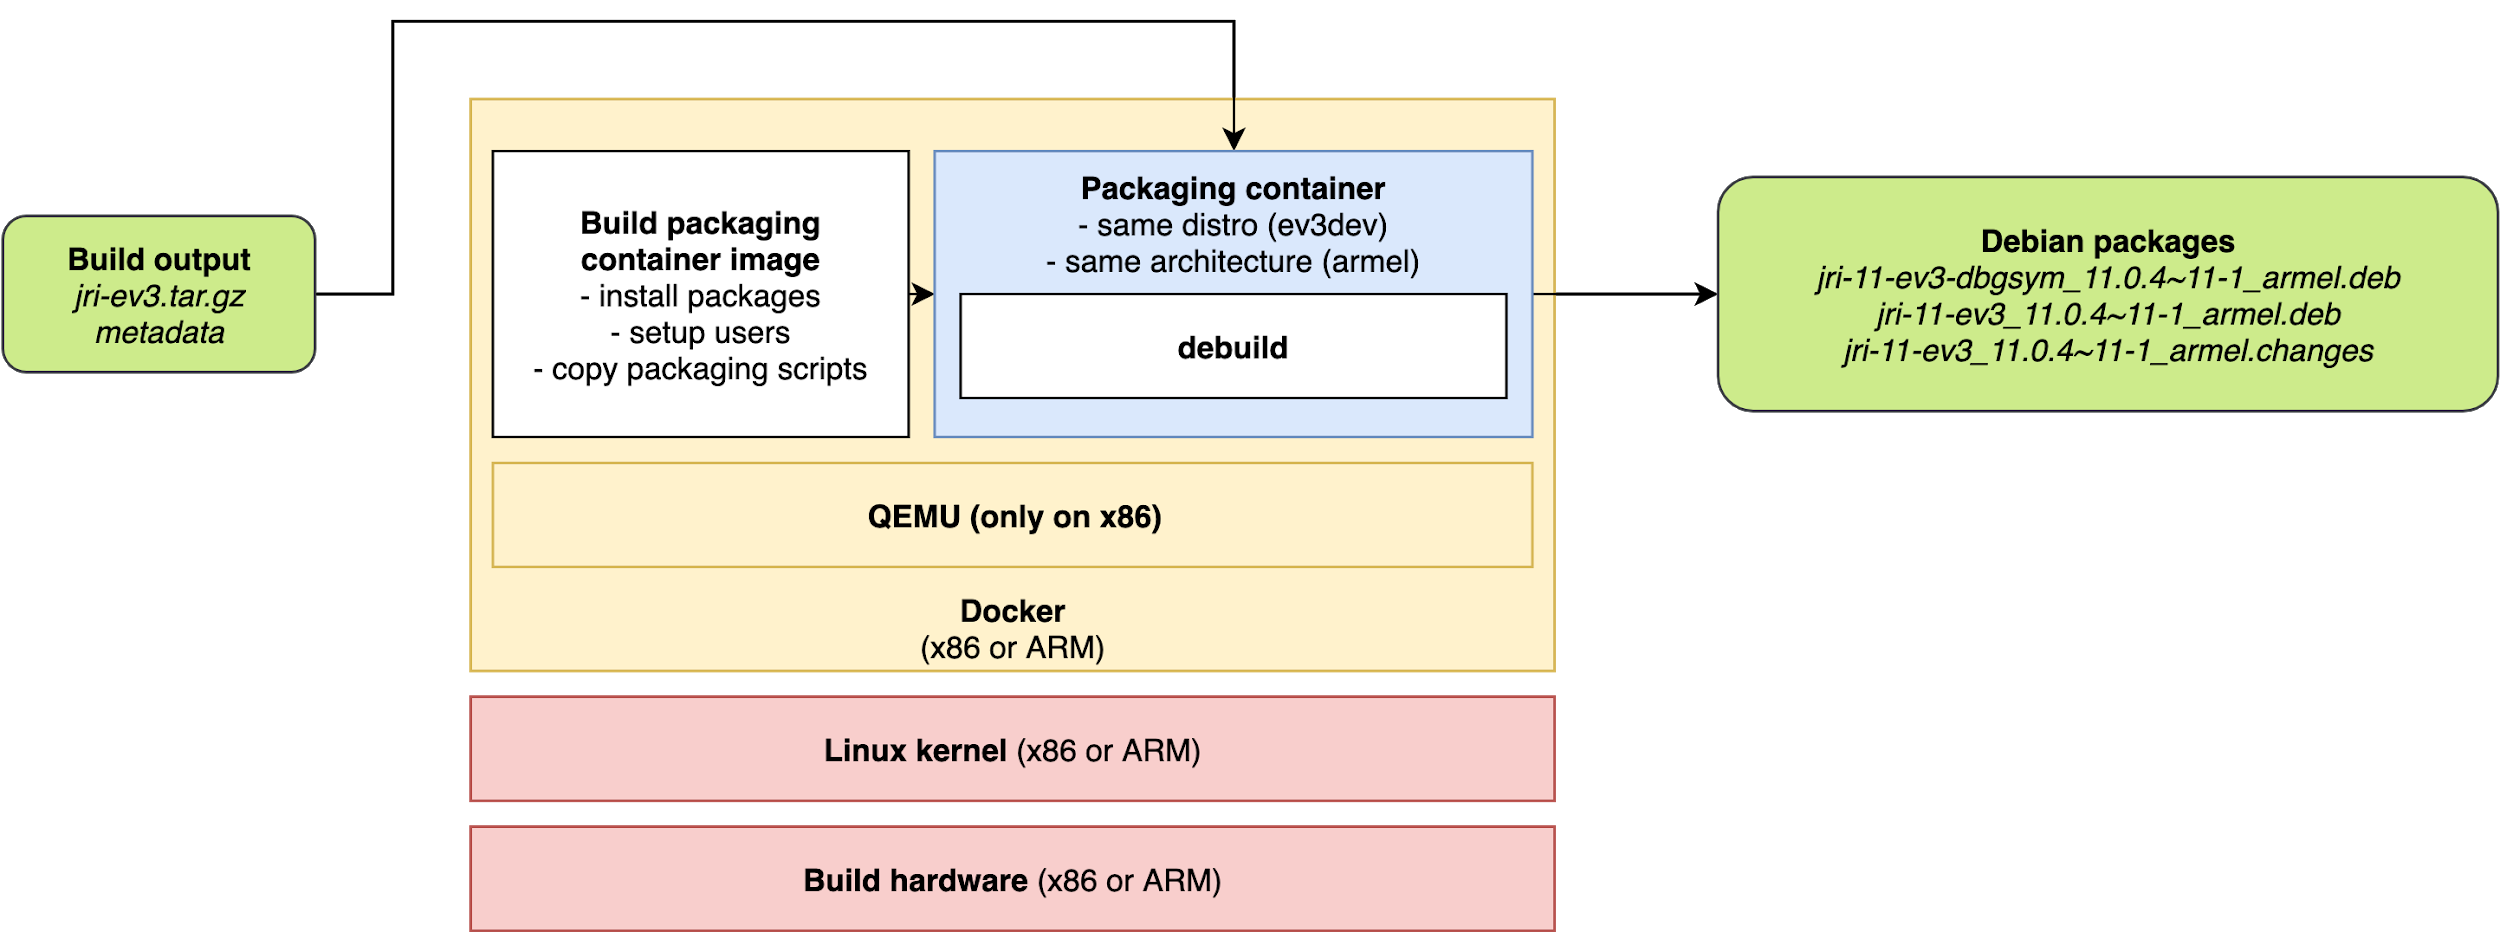 Build output
jri-ev3.tar.gz
metadata
Build packaging
container image
- install packages
- setup users
- copy packaging scripts
Packaging container
- same distro (ev3dev)
- same architecture (armel)
debuild
QEMU (only on x86)
Docker
(x86 or ARM)
Linux kernel (x86 or ARM)
Build hardware (x86 or ARM)
Debian packages
jri-11-ev3-dbgsym_11.0.4~11-1_armel.deb
jri-11-ev3_11.0.4~11-1_armel.deb
jri-11-ev3_11.0.4~11-1_armel.changes